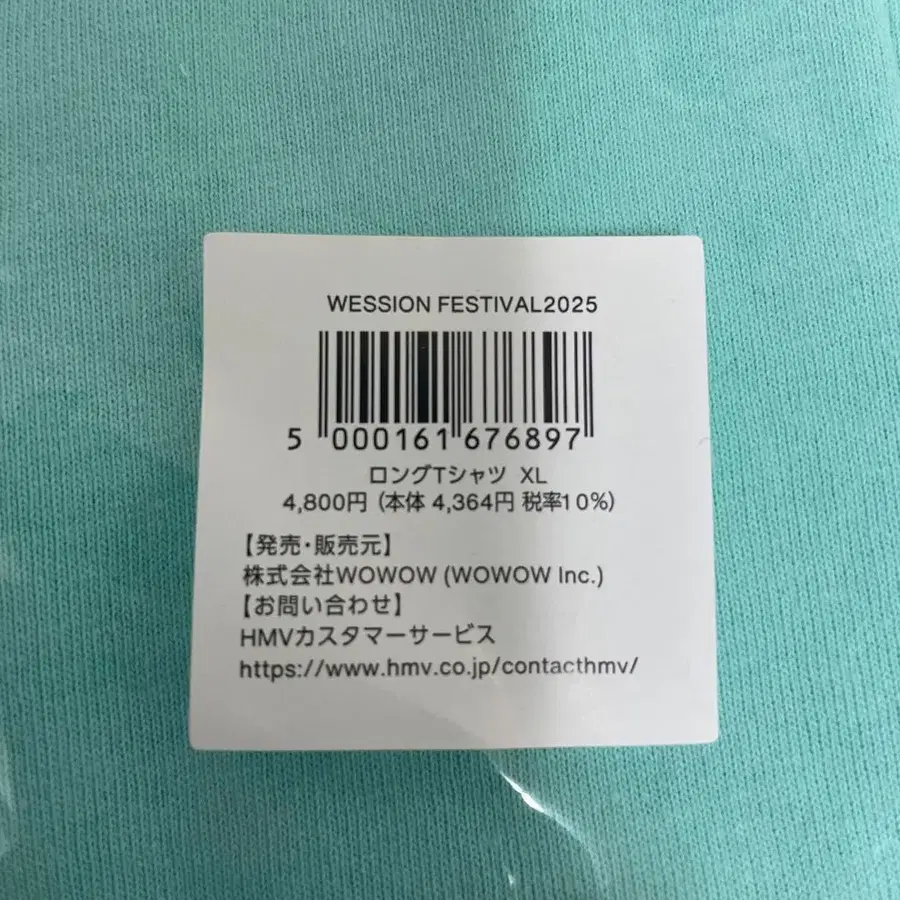 WESSION FESTIVAL2025
5 000161 676897
ロングTシャツ XL
4,800円 (本体 4,364円 税率10%)
【発売・販売元】
株式会社WOWOW (WOWOW Inc.)
【お問い合わせ】
HMVカスタマーサービス
https://www.hmv.co.jp/contacthmv/